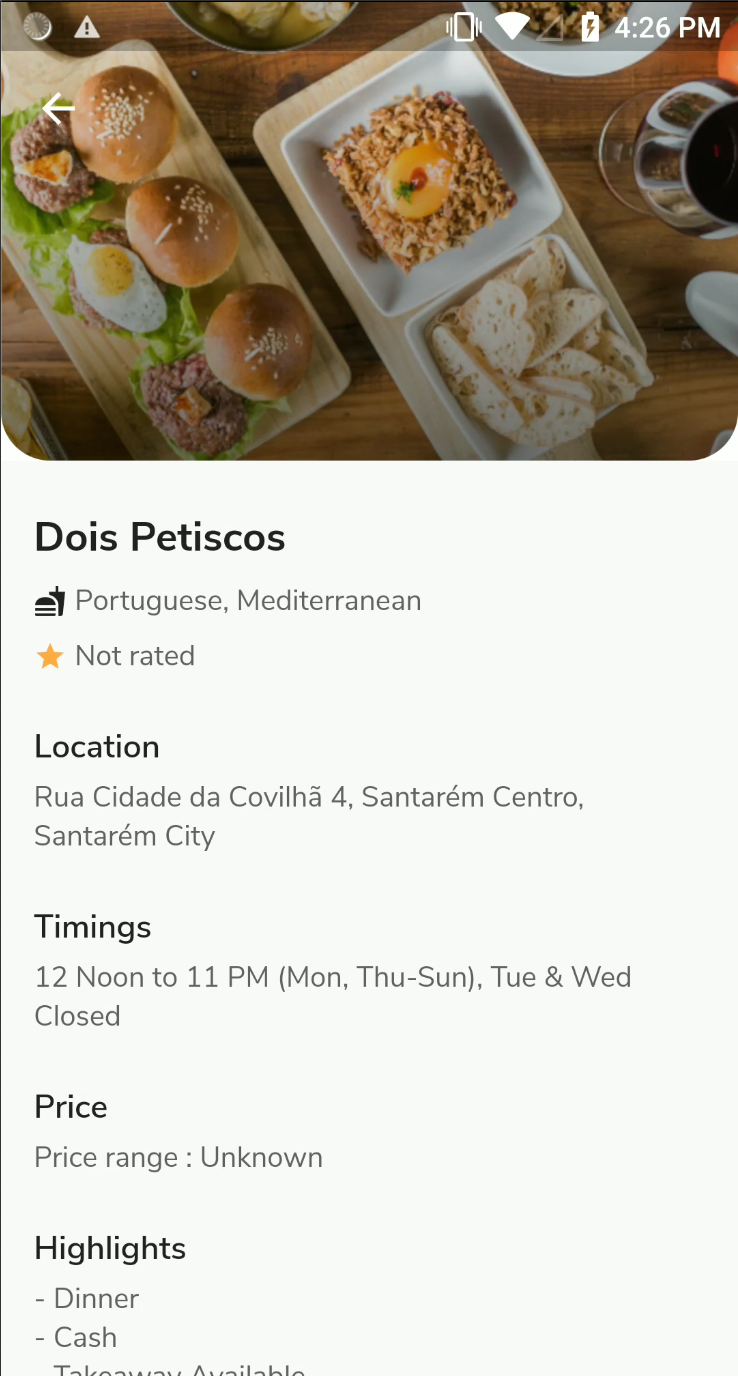 4:26 PM
Dois Petiscos
Portuguese, Mediterranean
Not rated
Location
Rua Cidade da Covilhã 4, Santarém Centro,
Santarém City
Timings
12 Noon to 11 PM (Mon, Thu-Sun), Tue & Wed
Closed
Price
Price range : Unknown
Highlights
- Dinner
- Cash
- Takeaway Available